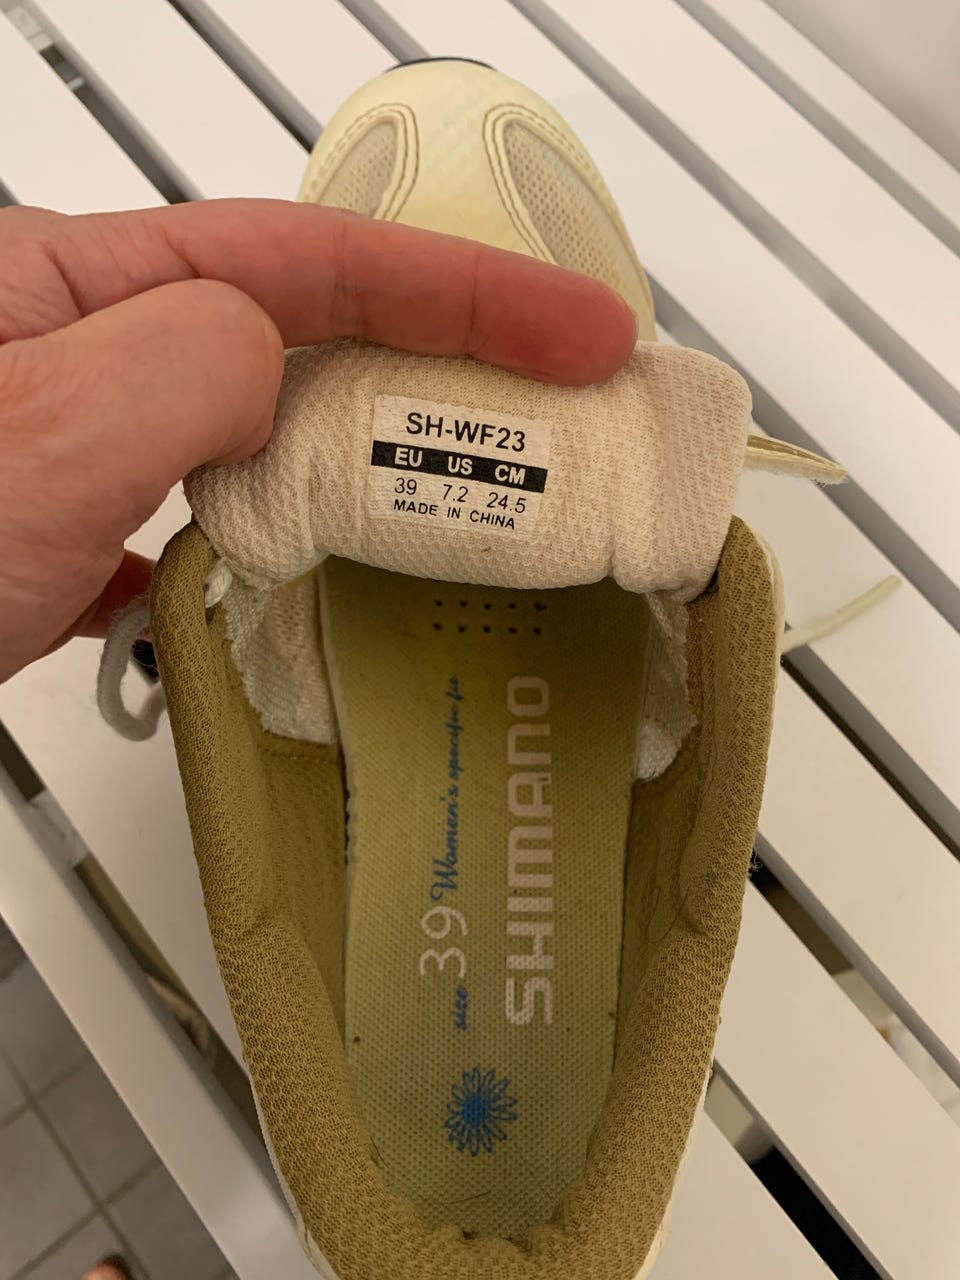 SH-WF23
EU US CM
39 7.2 24.5
MADE IN CHINA
size 39 Women's specific fit
SHIMANO